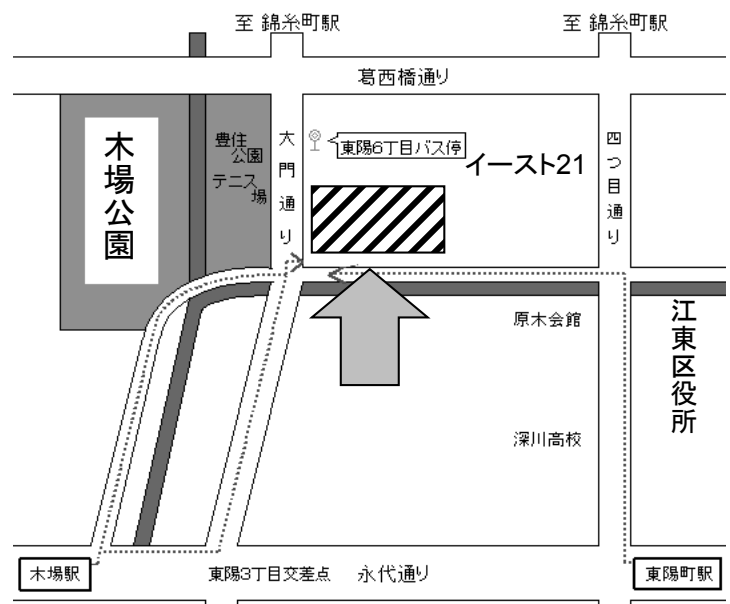 至 錦糸町駅
至 錦糸町駅
葛西橋通り
木場公園
豊住
公園
テニス
場
大門通り
東陽6丁目バス停
イースト21
四つ目通り
原木会館
江東区役所
深川高校
木場駅
東陽3丁目交差点
永代通り
東陽町駅